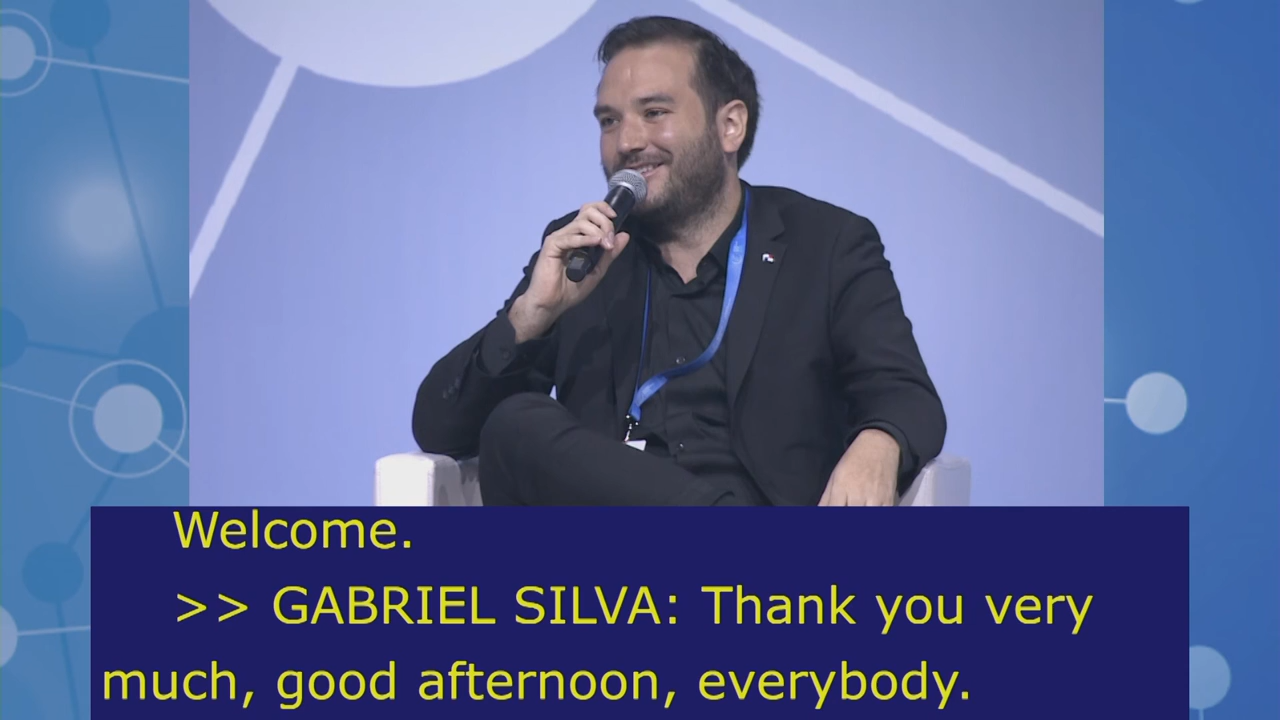 Welcome.
>> GABRIEL SILVA: Thank you very
much, good afternoon, everybody.